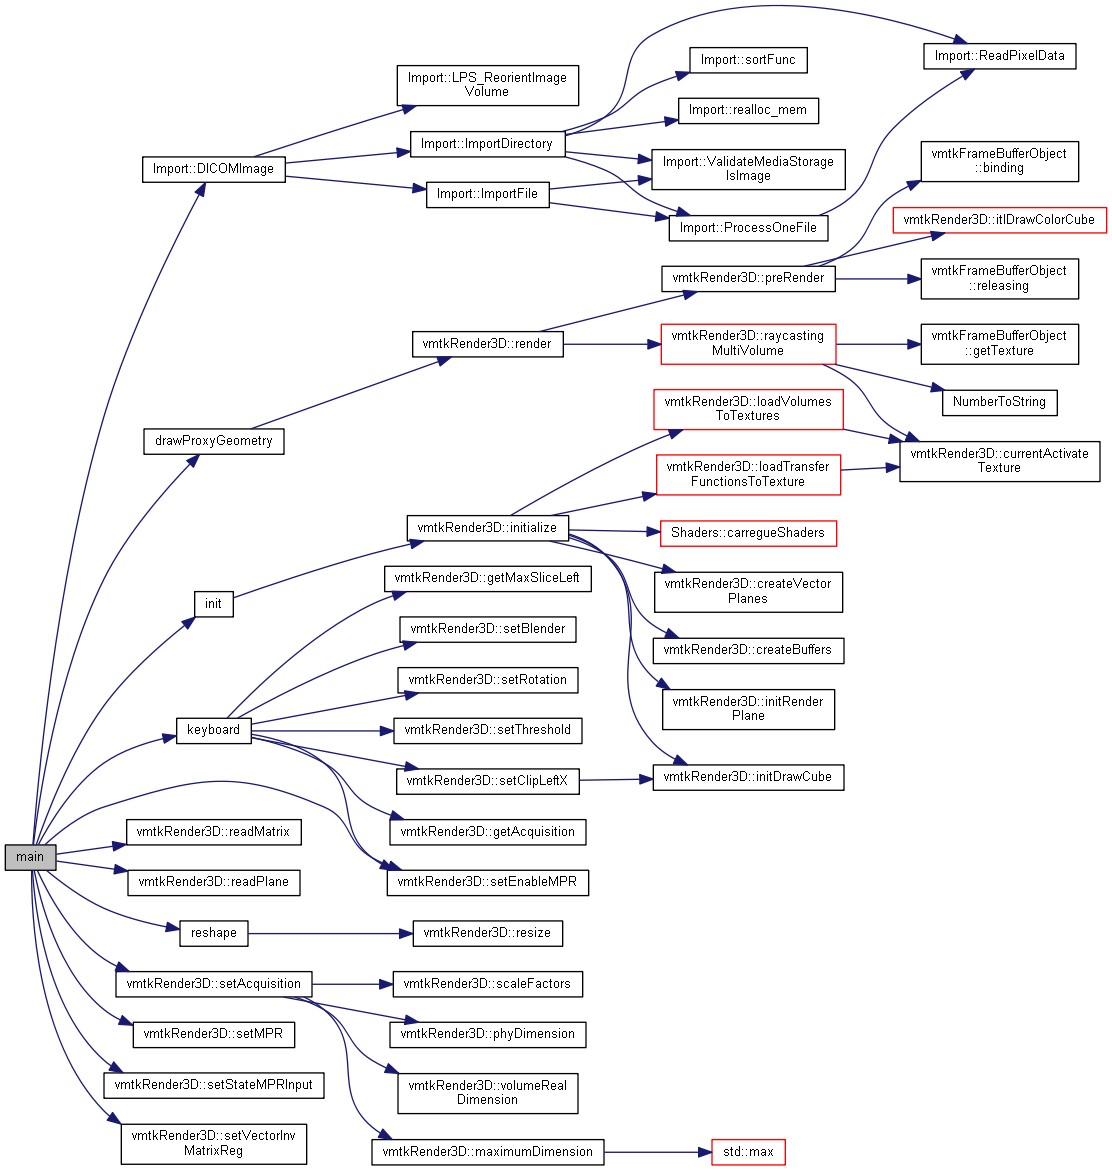 Import::ReadPixelData
Import::sortFunc
Import::LPS_ReorientImage
Volume
Import::realloc_mem
Import::ImportDirectory
Import::DICOMImage
Import::ValidateMediaStorage
IsImage
vmtkFrameBufferObject
::binding
Import::ImportFile
Import::ProcessOneFile
vmtkRender3D::itlDrawColorCube
vmtkRender3D::preRender
vmtkFrameBufferObject
::releasing
vmtkRender3D::render
vmtkRender3D::raycasting
MultiVolume
vmtkFrameBufferObject
::getTexture
NumberToString
vmtkRender3D::loadVolumes
ToTextures
drawProxyGeometry
vmtkRender3D::currentActivate
Texture
vmtkRender3D::loadTransfer
FunctionsToTexture
vmtkRender3D::initialize
Shaders::carregueShaders
vmtkRender3D::getMaxSliceLeft
vmtkRender3D::createVector
Planes
init
vmtkRender3D::setBlender
vmtkRender3D::createBuffers
vmtkRender3D::setRotation
vmtkRender3D::initRender
Plane
keyboard
vmtkRender3D::setThreshold
vmtkRender3D::setClipLeftX
vmtkRender3D::initDrawCube
vmtkRender3D::readMatrix
vmtkRender3D::getAcquisition
main
vmtkRender3D::readPlane
vmtkRender3D::setEnableMPR
reshape
vmtkRender3D::resize
vmtkRender3D::setAcquisition
vmtkRender3D::scaleFactors
vmtkRender3D::setMPR
vmtkRender3D::phyDimension
vmtkRender3D::setStateMPRInput
vmtkRender3D::volumeReal
Dimension
vmtkRender3D::setVectorInv
MatrixReg
vmtkRender3D::maximumDimension
std::max